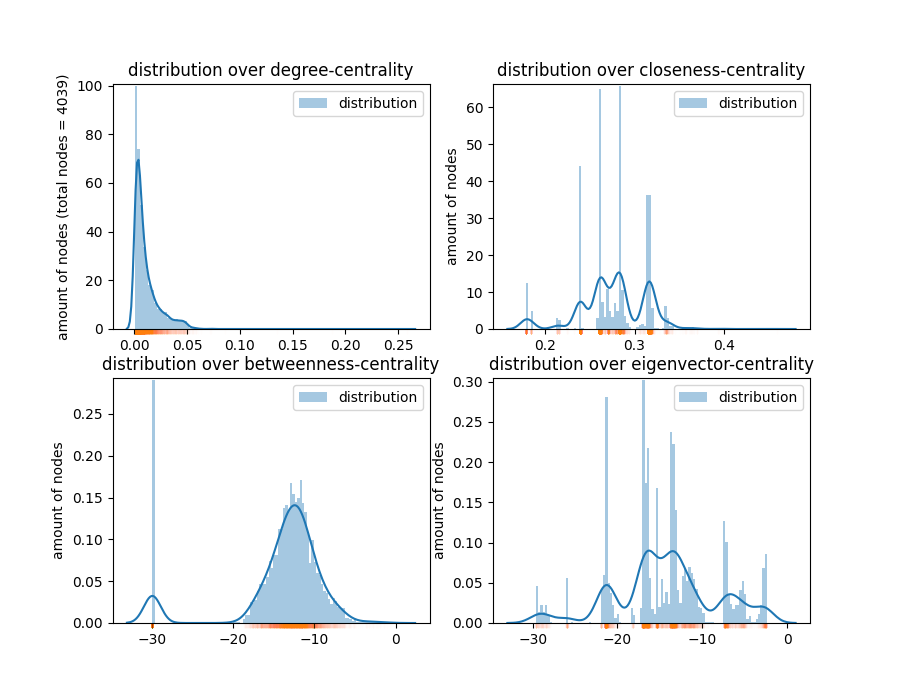 distribution over degree-centrality
amount of nodes (total nodes = 4039)
100
80
60
40
20
0
0.00 0.05 0.10 0.15 0.20 0.25
distribution
distribution over closeness-centrality
amount of nodes
60
50
40
30
20
10
0
0.2 0.3 0.4
distribution
distribution over betweenness-centrality
amount of nodes
0.25
0.20
0.15
0.10
0.05
0.00
−30 −20 −10 0
distribution
distribution over eigenvector-centrality
amount of nodes
0.30
0.25
0.20
0.15
0.10
0.05
0.00
−30 −20 −10 0
distribution